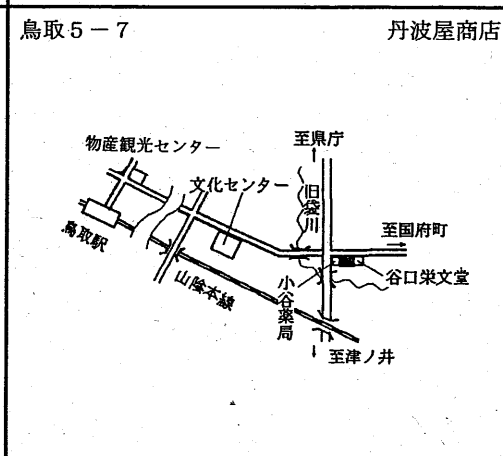 鳥取5－7
丹波屋商店
物産観光センター
文化センター
至県庁
旧袋川
至国府町
鳥取駅
山陰本線
小谷薬局
谷口栄文堂
至津ノ井